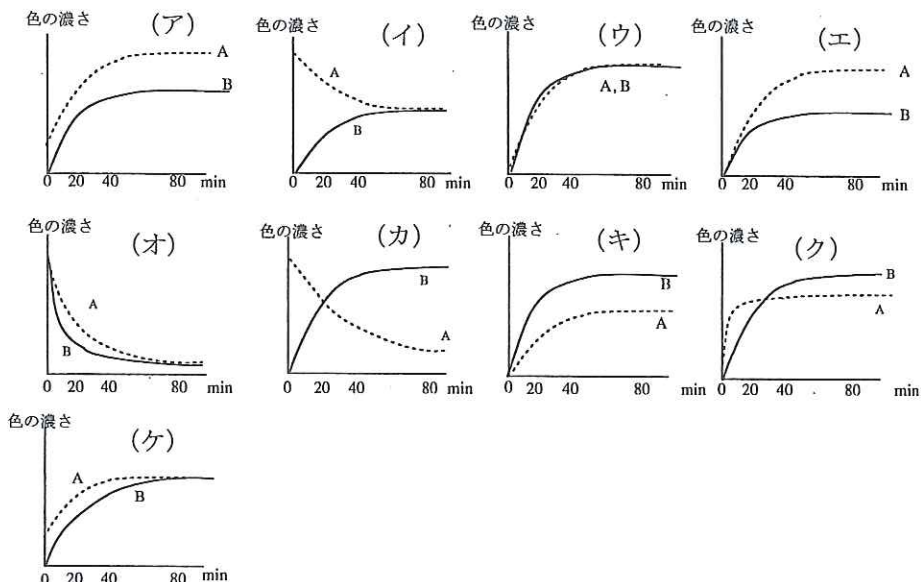 色の濃さ (ア)
A
B
0 20 40 80 min
色の濃さ (イ)
A
B
0 20 40 80 min
色の濃さ (ウ)
A, B
0 20 40 80 min
色の濃さ (エ)
A
B
0 20 40 80 min
色の濃さ (オ)
A
B
0 20 40 80 min
色の濃さ (カ)
B
A
0 20 40 80 min
色の濃さ (キ)
B
A
0 20 40 80 min
色の濃さ (ク)
B
A
0 20 40 80 min
色の濃さ (ケ)
A
B
0 20 40 80 min